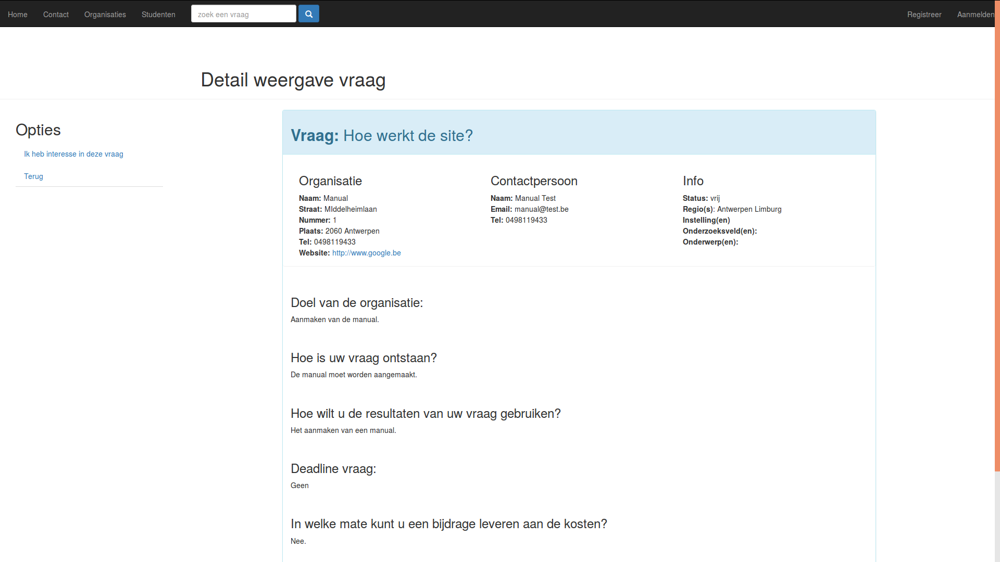 Home Contact Organisaties Studenten zoek een vraag Registreer Aanmelden
Detail weergave vraag
Opties
Ik heb interesse in deze vraag
Terug
Vraag: Hoe werkt de site?
Organisatie
Naam: Manual
Straat: MIddelheimlaan
Nummer: 1
Plaats: 2060 Antwerpen
Tel: 0498119433
Website: http://www.google.be
Contactpersoon
Naam: Manual Test
Email: manual@test.be
Tel: 0498119433
Info
Status: vrij
Regio(s): Antwerpen Limburg
Instelling(en)
Onderzoeksveld(en):
Onderwerp(en):
Doel van de organisatie:
Aanmaken van de manual.
Hoe is uw vraag ontstaan?
De manual moet worden aangemaakt.
Hoe wilt u de resultaten van uw vraag gebruiken?
Het aanmaken van een manual.
Deadline vraag:
Geen
In welke mate kunt u een bijdrage leveren aan de kosten?
Nee.